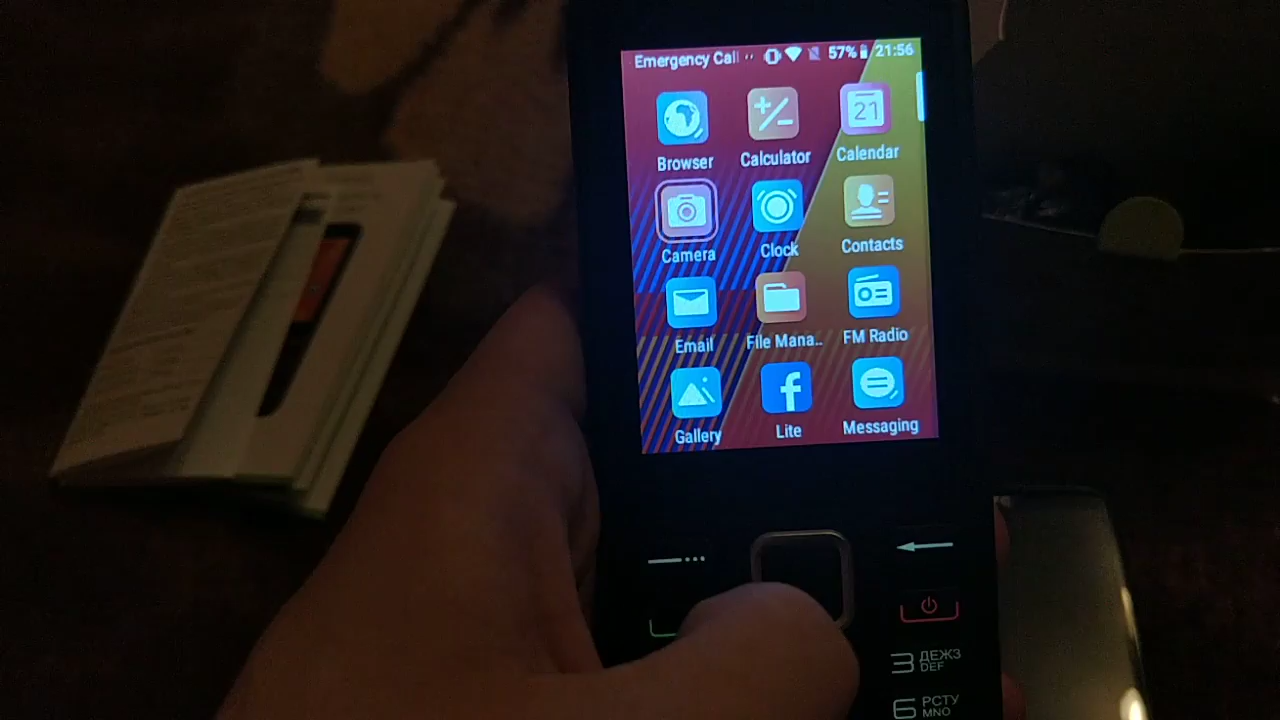 Emergency Call ·· 57% 21:56
21
Browser Calculator Calendar
Camera Clock Contacts
Email File Mana.. FM Radio
f
Gallery Lite Messaging
3 ДЕЖЗ
DEF
6 РСТУ
MNO